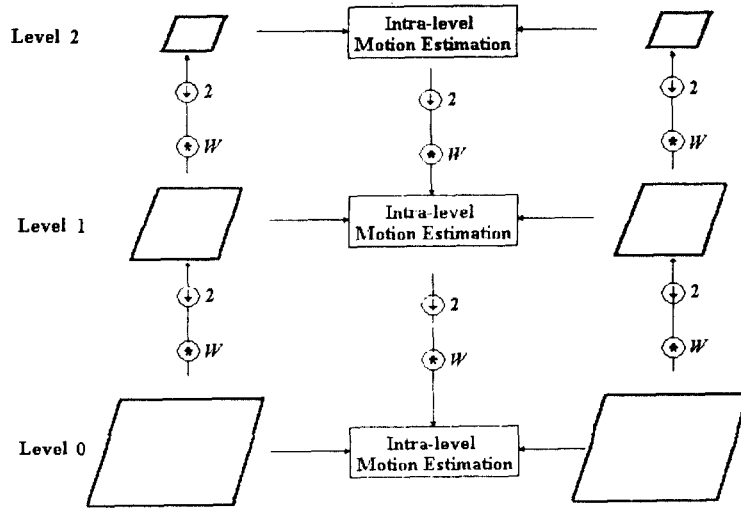 Level 2
Intra-level
Motion Estimation
2
2
2
* W
* W
* W
Level 1
Intra-level
Motion Estimation
2
2
2
* W
* W
* W
Level 0
Intra-level
Motion Estimation